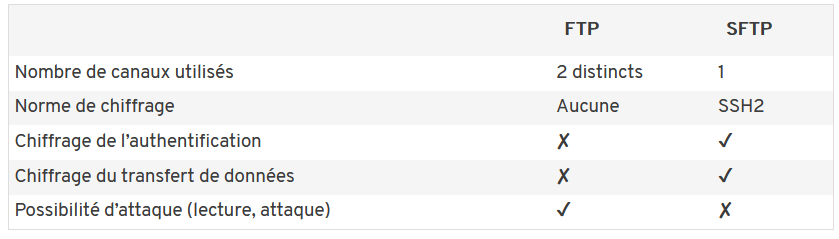 FTP SFTP
Nombre de canaux utilisés 2 distincts 1
Norme de chiffrage Aucune SSH2
Chiffrage de l’authentification ✗ ✓
Chiffrage du transfert de données ✗ ✓
Possibilité d’attaque (lecture, attaque) ✓ ✗